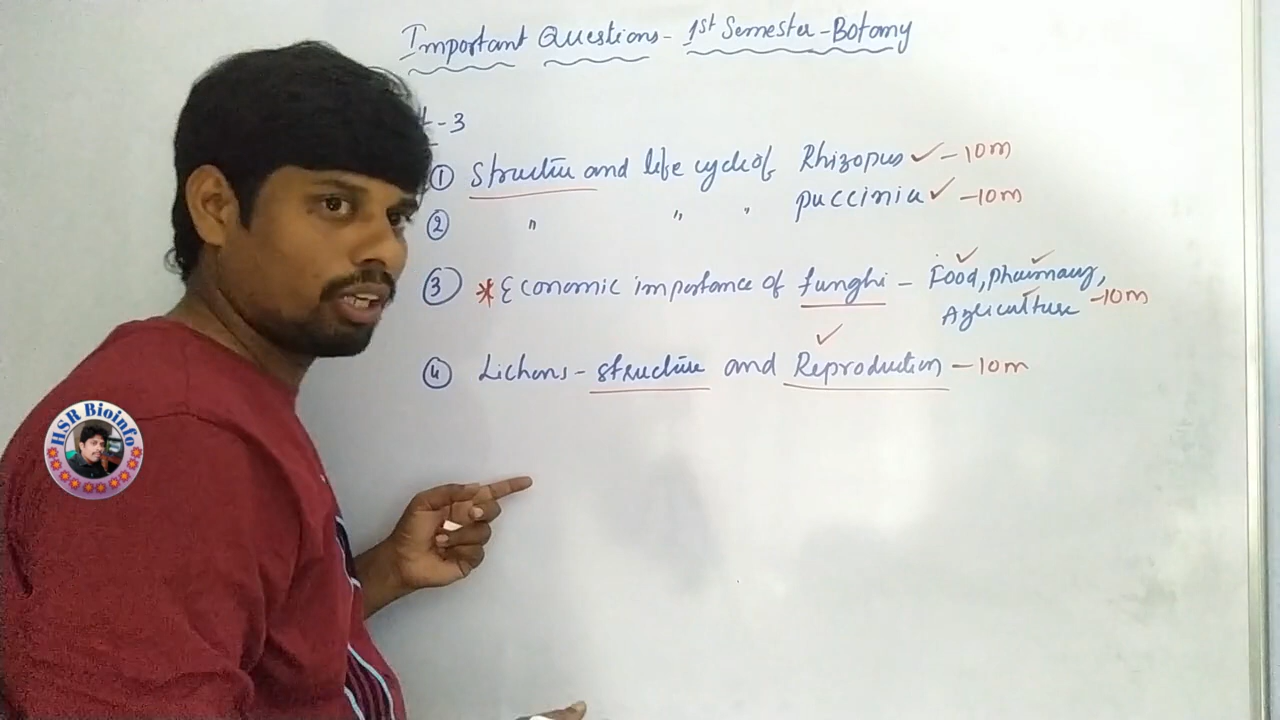 Important Questions - 1st Semester - Botany
- 3
① Structure and life cycle of Rhizopus ✓ - 10m
② " " " puccinia ✓ - 10m
③ * Economic importance of funghi - Food, pharmacy,
Agriculture - 10m
④ Lichens - structure and Reproduction - 10m
HSR Bioinfo